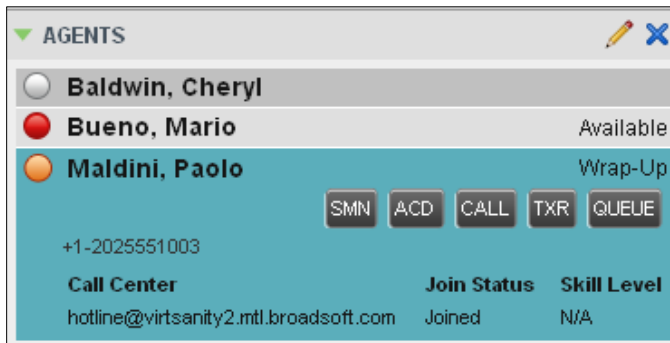 AGENTS
Baldwin, Cheryl
Bueno, Mario Available
Maldini, Paolo Wrap-Up
SMN ACD CALL TXR QUEUE
+1-2025551003
Call Center Join Status Skill Level
hotline@virtsanity2.mtl.broadsoft.com Joined N/A